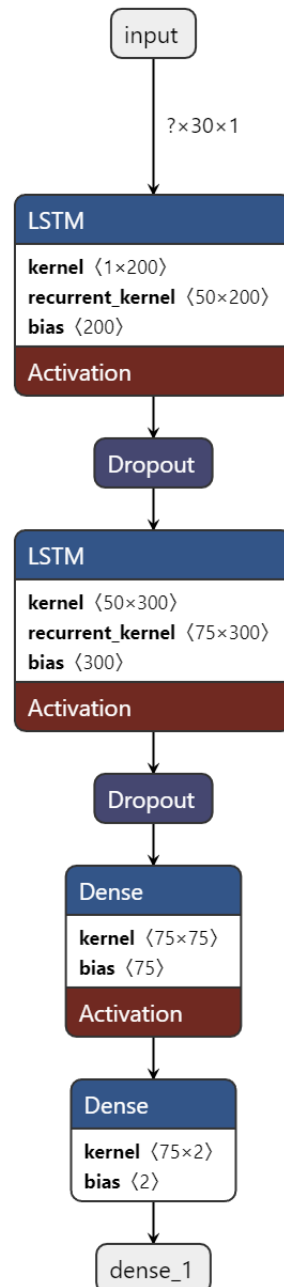 input
?×30×1
LSTM
kernel ⟨1×200⟩
recurrent_kernel ⟨50×200⟩
bias ⟨200⟩
Activation
Dropout
LSTM
kernel ⟨50×300⟩
recurrent_kernel ⟨75×300⟩
bias ⟨300⟩
Activation
Dropout
Dense
kernel ⟨75×75⟩
bias ⟨75⟩
Activation
Dense
kernel ⟨75×2⟩
bias ⟨2⟩
dense_1